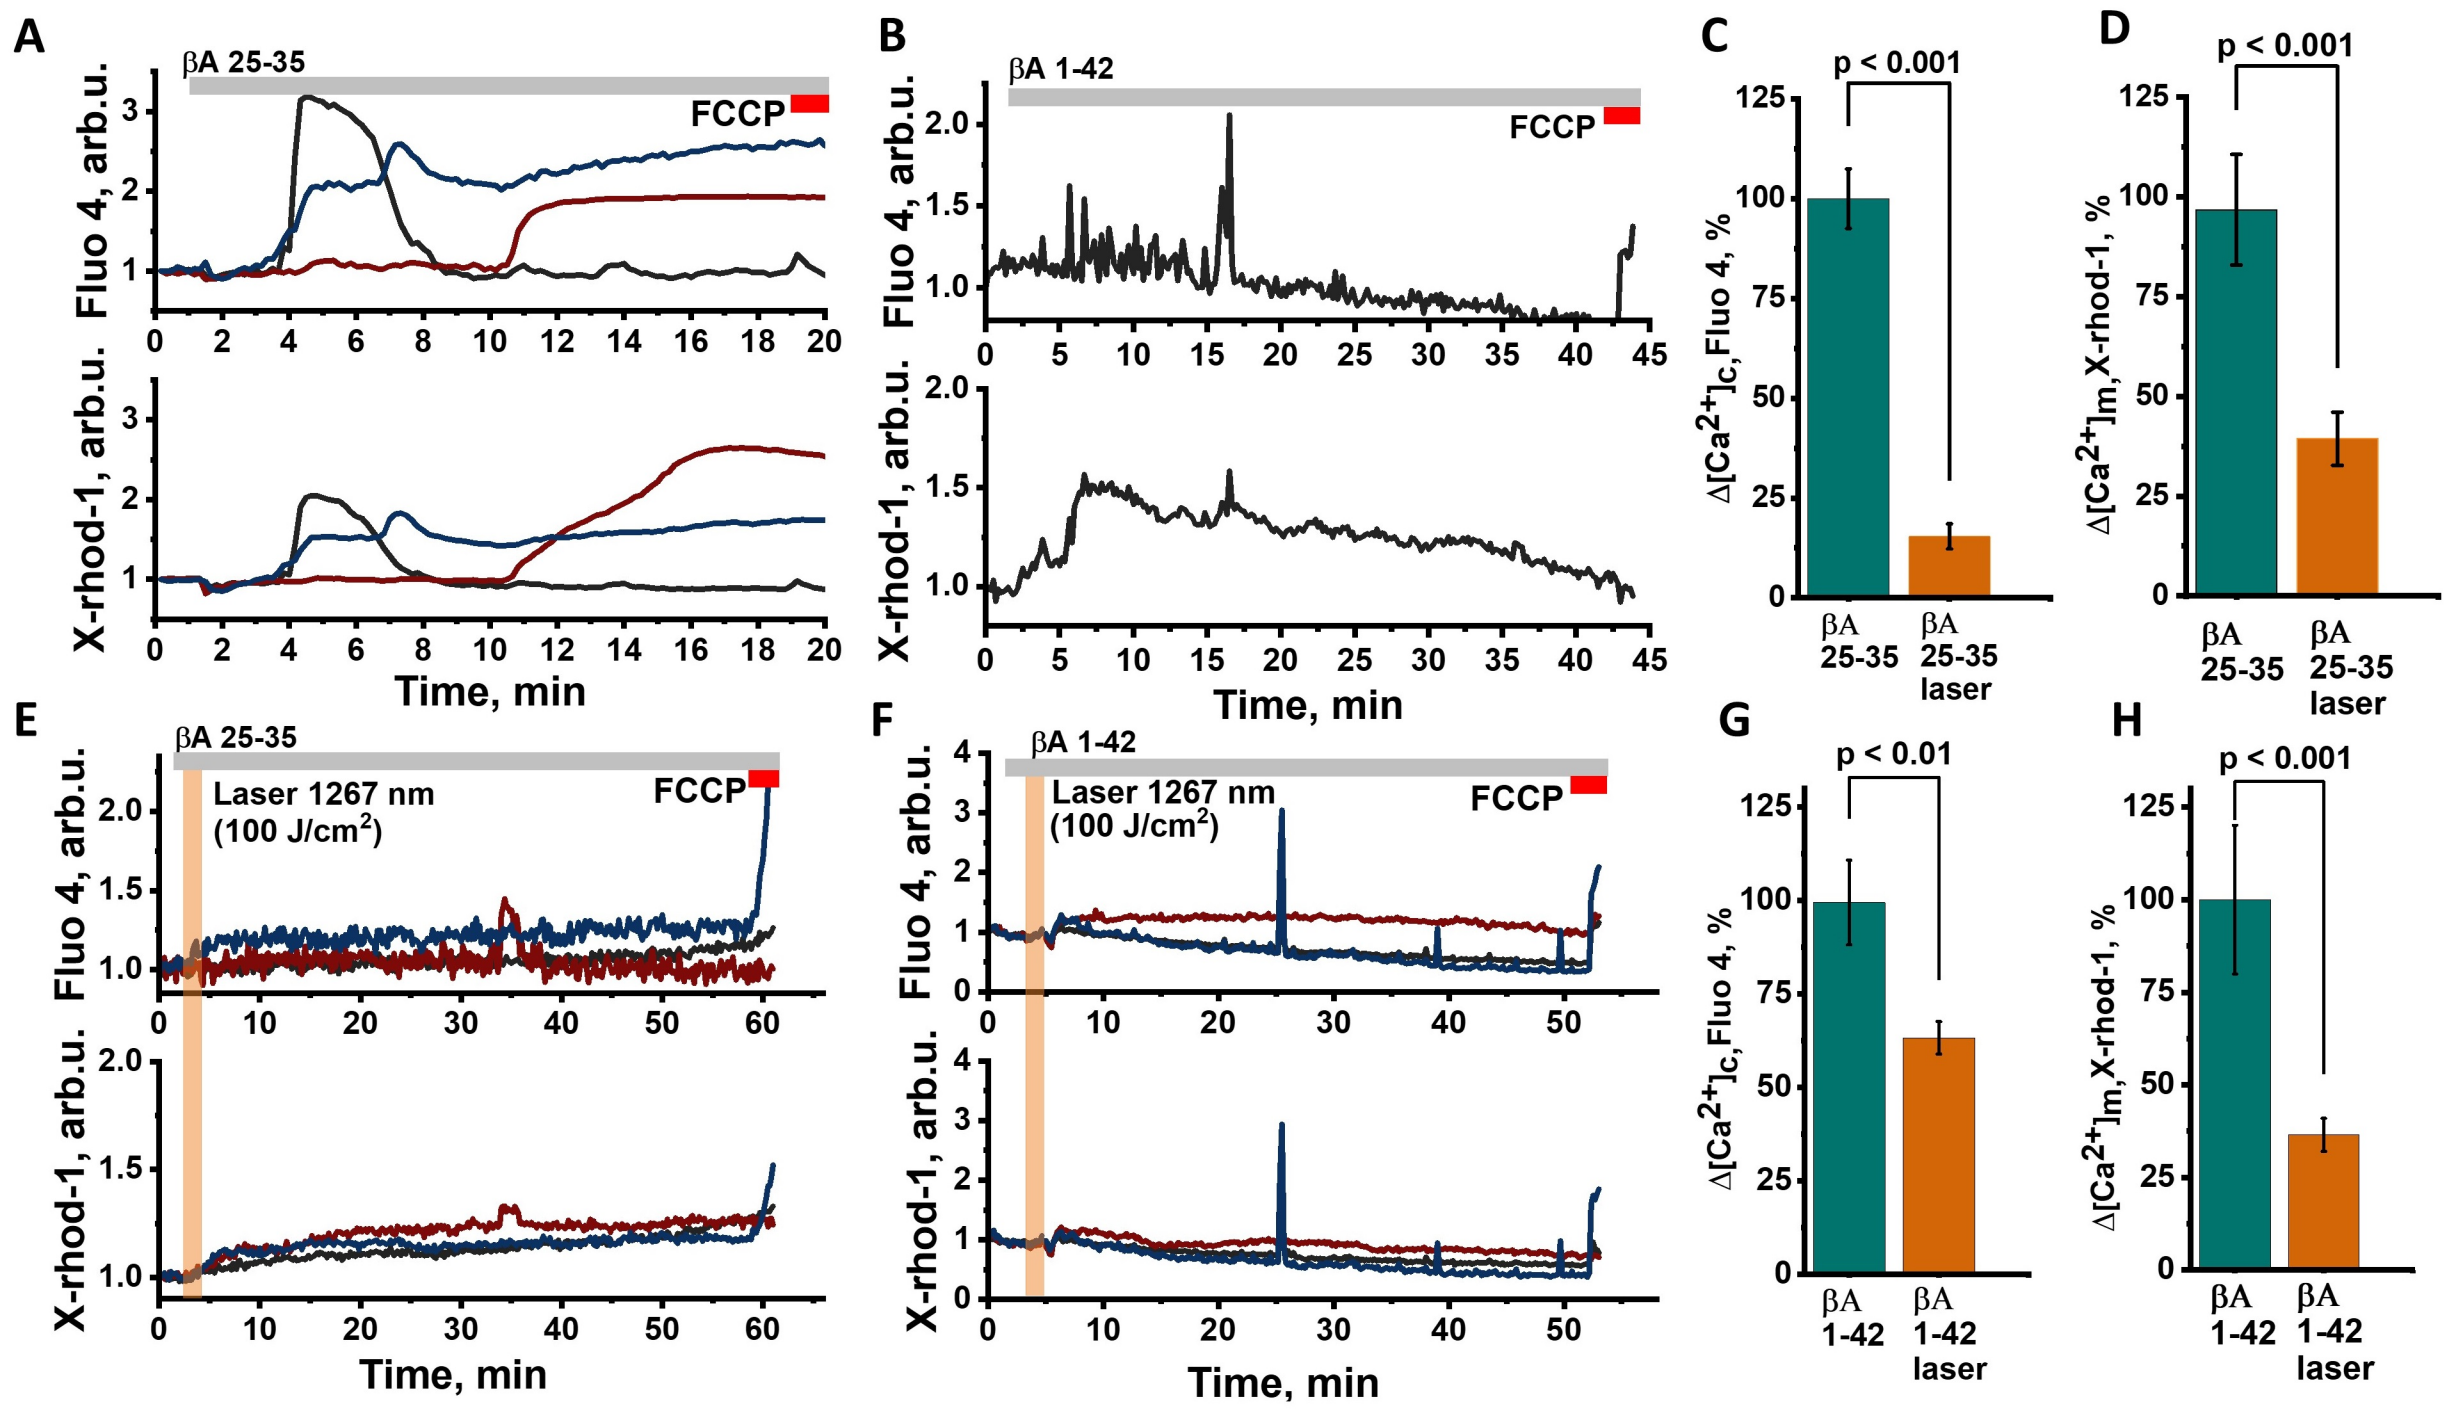 A
βA 25-35
FCCP
Fluo 4, arb.u.
3
2
1
0 2 4 6 8 10 12 14 16 18 20
X-rhod-1, arb.u.
3
2
1
0 2 4 6 8 10 12 14 16 18 20
Time, min
B
βA 1-42
FCCP
Fluo 4, arb.u.
2.0
1.5
1.0
0 5 10 15 20 25 30 35 40 45
X-rhod-1, arb.u.
2.0
1.5
1.0
0 5 10 15 20 25 30 35 40 45
Time, min
C
p < 0.001
Δ[Ca2+]c,Fluo 4, %
125
100
75
50
25
0
βA
25-35
βA
25-35
laser
D
p < 0.001
Δ[Ca2+]m,X-rhod-1, %
125
100
75
50
25
0
βA
25-35
βA
25-35
laser
E
βA 25-35
Laser 1267 nm
(100 J/cm2)
FCCP
Fluo 4, arb.u.
2.0
1.5
1.0
0 10 20 30 40 50 60
X-rhod-1, arb.u.
2.0
1.5
1.0
0 10 20 30 40 50 60
Time, min
F
βA 1-42
Laser 1267 nm
(100 J/cm2)
FCCP
Fluo 4, arb.u.
4
3
2
1
0
0 10 20 30 40 50
X-rhod-1, arb.u.
4
3
2
1
0
0 10 20 30 40 50
Time, min
G
p < 0.01
Δ[Ca2+]c,Fluo 4, %
125
100
75
50
25
0
βA
1-42
βA
1-42
laser
H
p < 0.001
Δ[Ca2+]m,X-rhod-1, %
125
100
75
50
25
0
βA
1-42
βA
1-42
laser